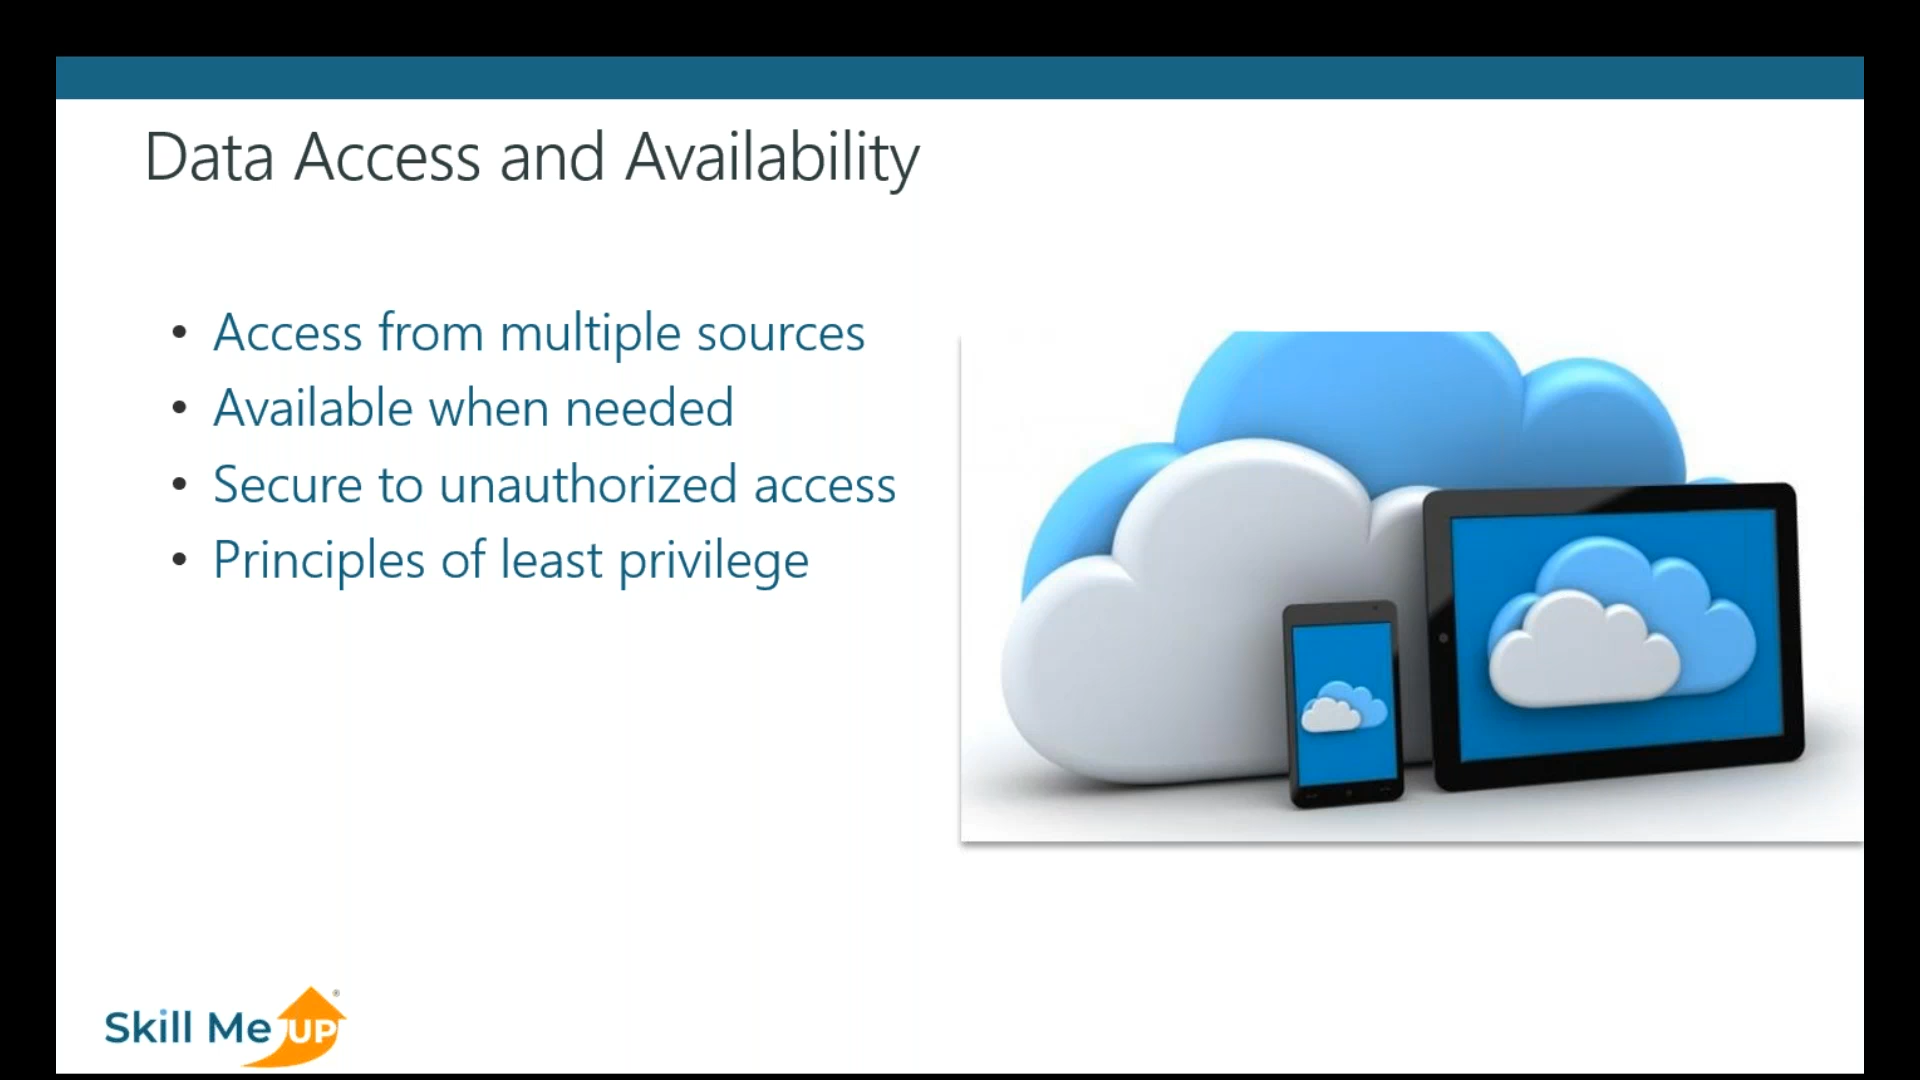 Data Access and Availability
• Access from multiple sources
• Available when needed
• Secure to unauthorized access
• Principles of least privilege
Skill Me UP®